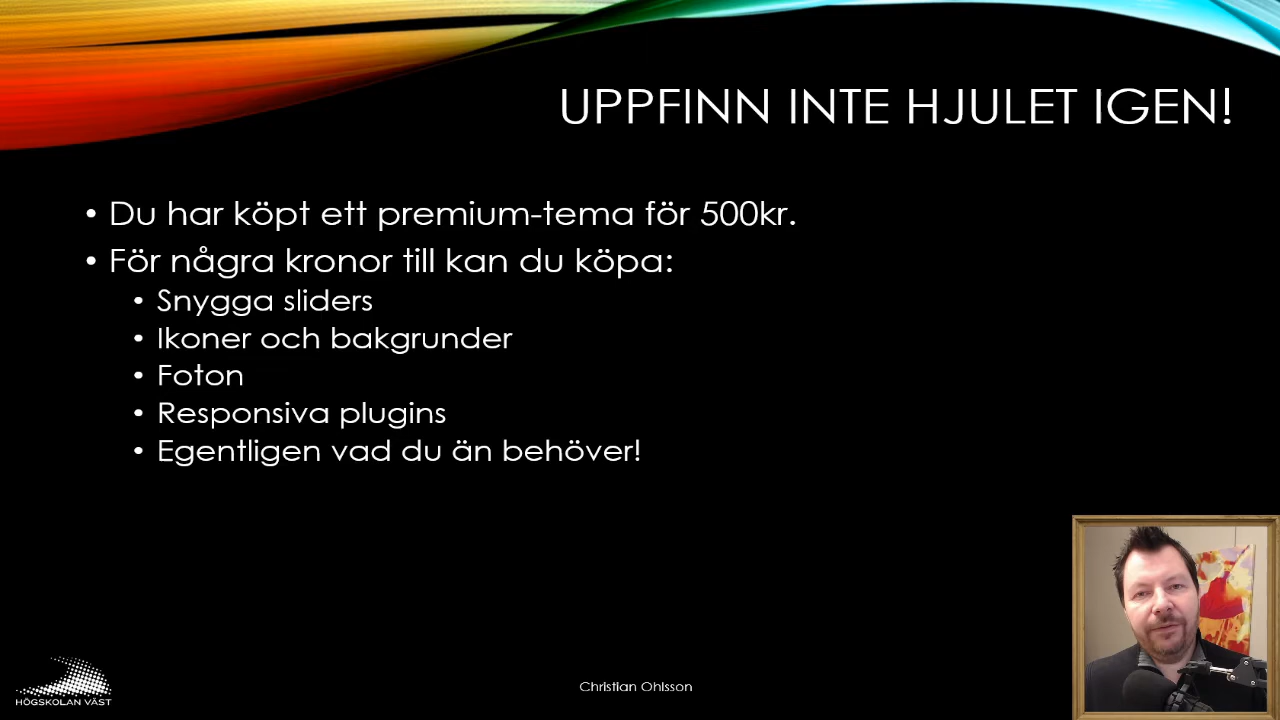 UPPFINN INTE HJULET IGEN!
• Du har köpt ett premium-tema för 500kr.
• För några kronor till kan du köpa:
• Snygga sliders
• Ikoner och bakgrunder
• Foton
• Responsiva plugins
• Egentligen vad du än behöver!
HÖGSKOLAN VÄST
Christian Ohlsson